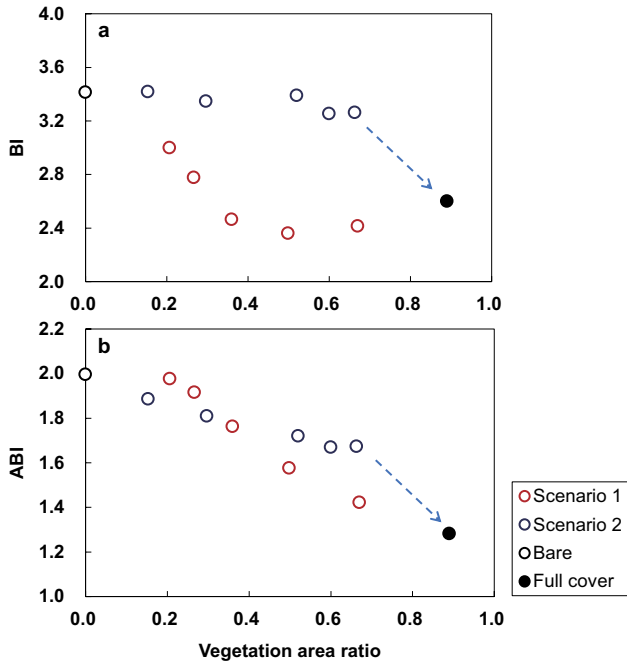 4.0
a
3.6
3.2
BI
2.8
2.4
2.0
0.0 0.2 0.4 0.6 0.8 1.0
2.2
b
2.0
1.8
ABI
1.6
1.4
1.2
1.0
0.0 0.2 0.4 0.6 0.8 1.0
Vegetation area ratio
Scenario 1
Scenario 2
Bare
Full cover